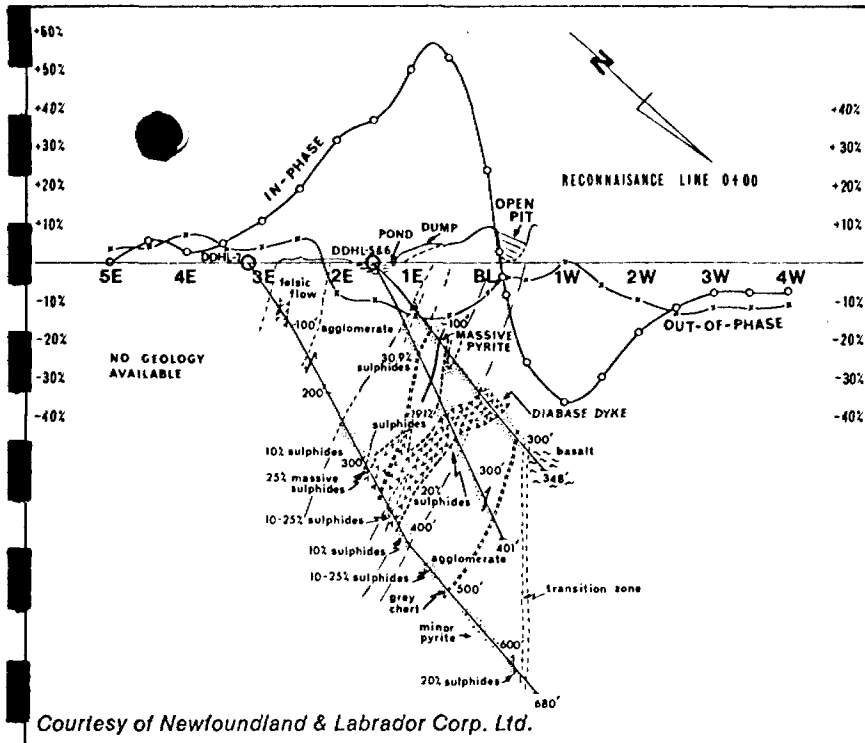 +60%
+50%
+40%
+30%
+20%
+10%
-10%
-20%
-30%
-40%
+40%
+30%
+20%
+10%
-10%
-20%
-30%
-40%
N
RECONNAISANCE LINE 0+00
IN-PHASE
OPEN
PIT
DUMP
POND
DDHL-5&6
DDHL-7
5E
4E
3E
2E
1E
BL
1W
2W
3W
4W
OUT-OF-PHASE
felsic
flow
100'
agglomerate
100'
MASSIVE
PYRITE
NO GEOLOGY
AVAILABLE
30.9%
sulphides
200'
sulphides
DIABASE DYKE
10% sulphides
300'
25% massive
sulphides
300'
basalt
348'
300'
20%
sulphides
10-25% sulphides
400'
401'
10% sulphides
agglomerate
10-25% sulphides
500'
grey
chert
transition zone
minor
pyrite
600'
20% sulphides
680'
Courtesy of Newfoundland & Labrador Corp. Ltd.